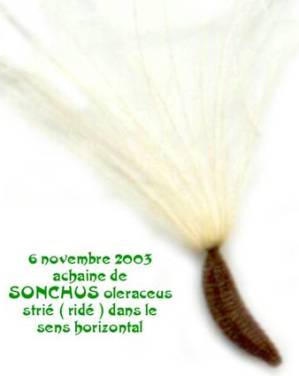 6 novembre 2003
achaine de
SONCHUS oleraceus
strié ( ridé ) dans le
sens horizontal